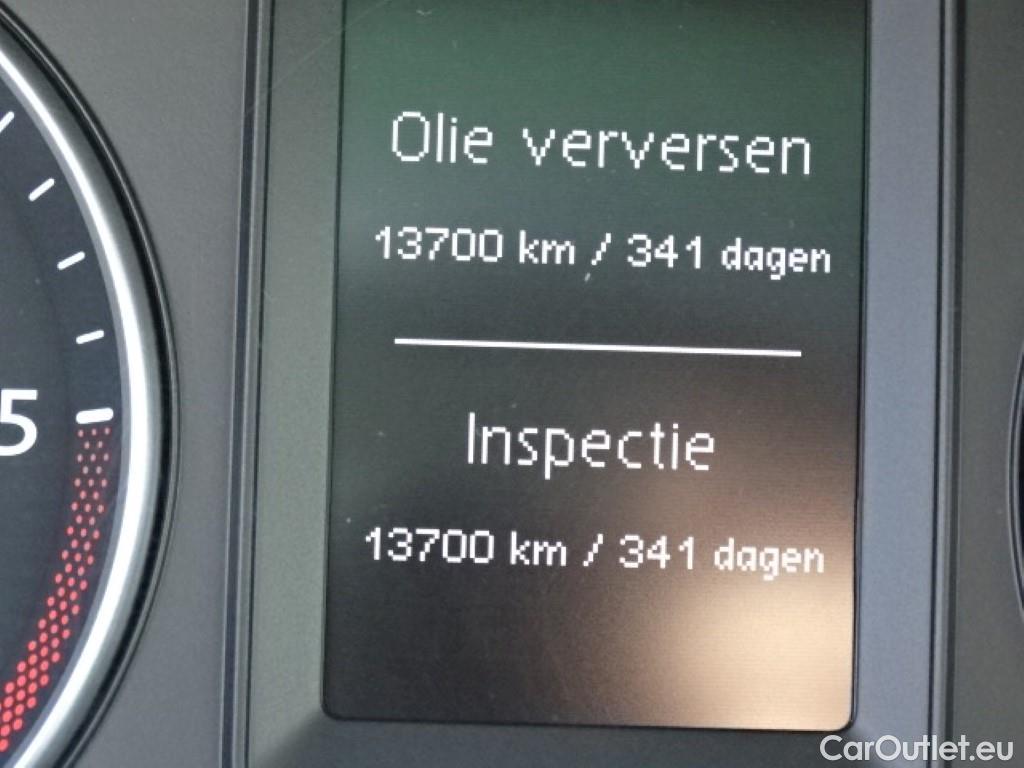 Olie verversen
13700 km / 341 dagen
Inspectie
13700 km / 341 dagen
5
CarOutlet.eu